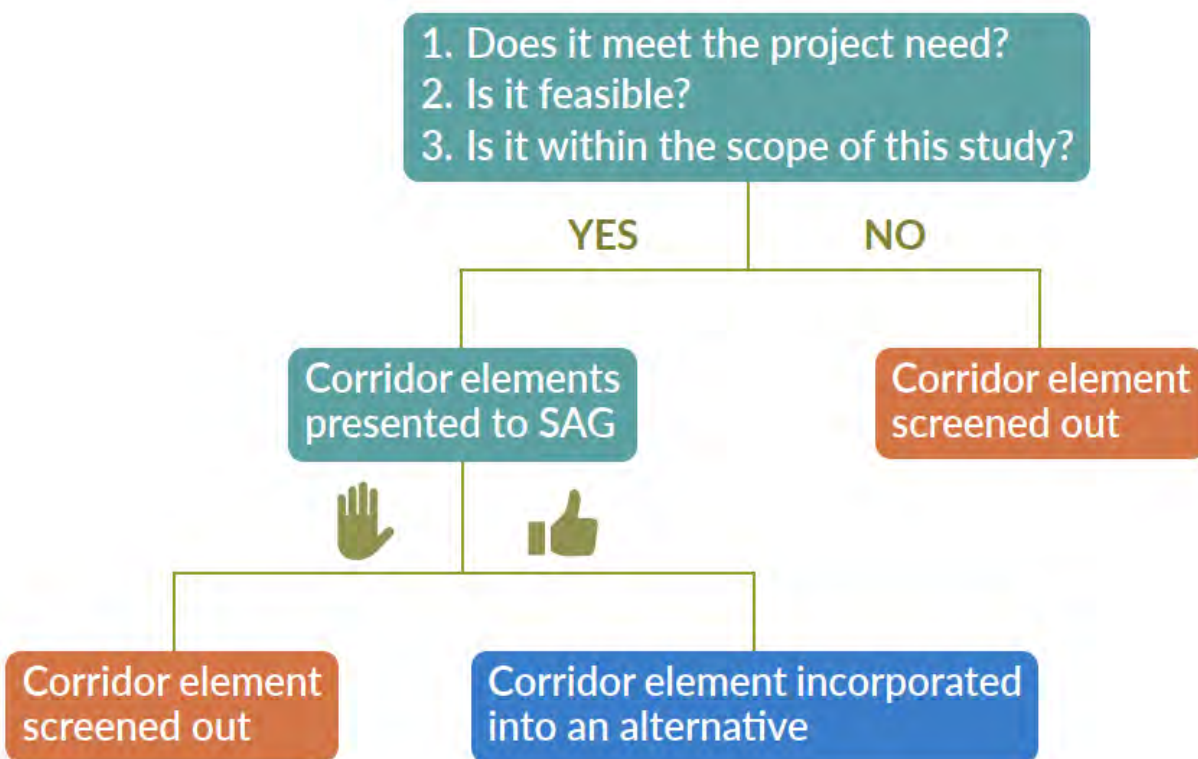 1. Does it meet the project need?
2. Is it feasible?
3. Is it within the scope of this study?
YES
NO
Corridor elements
presented to SAG
Corridor element
screened out
Corridor element
screened out
Corridor element incorporated
into an alternative